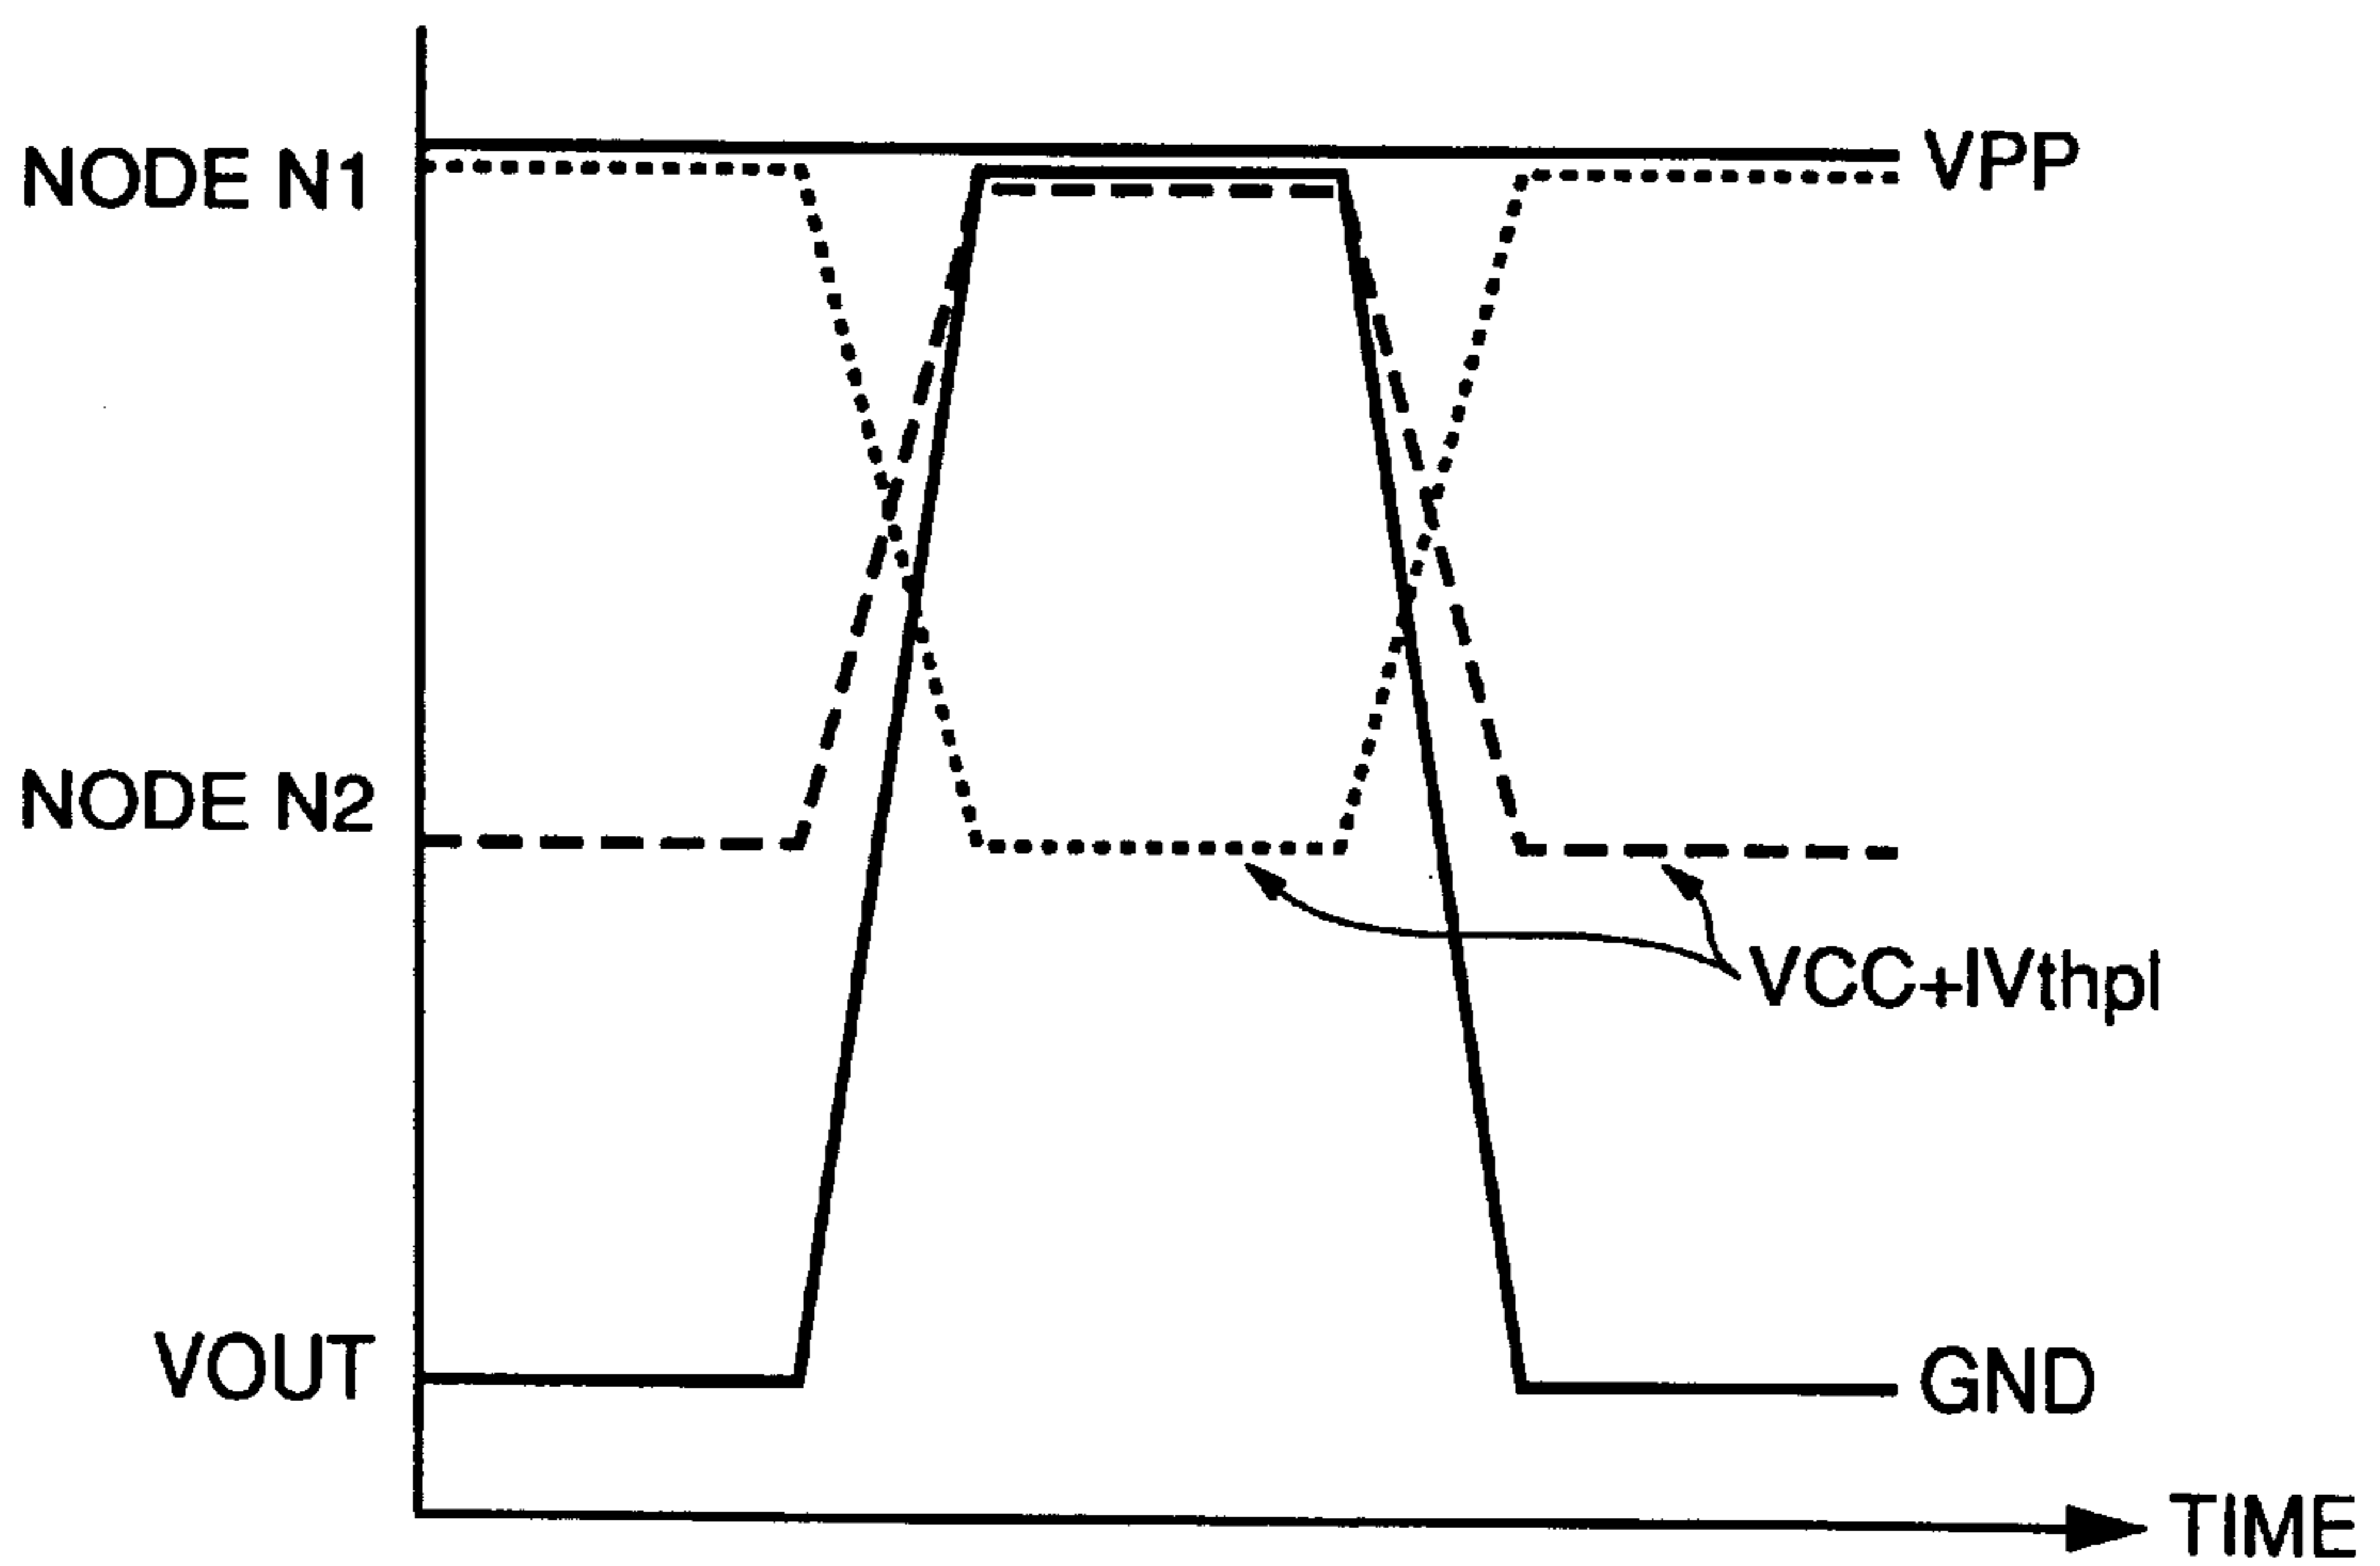 NODE N1
VPP
NODE N2
VCC+IVthpI
VOUT
GND
TIME